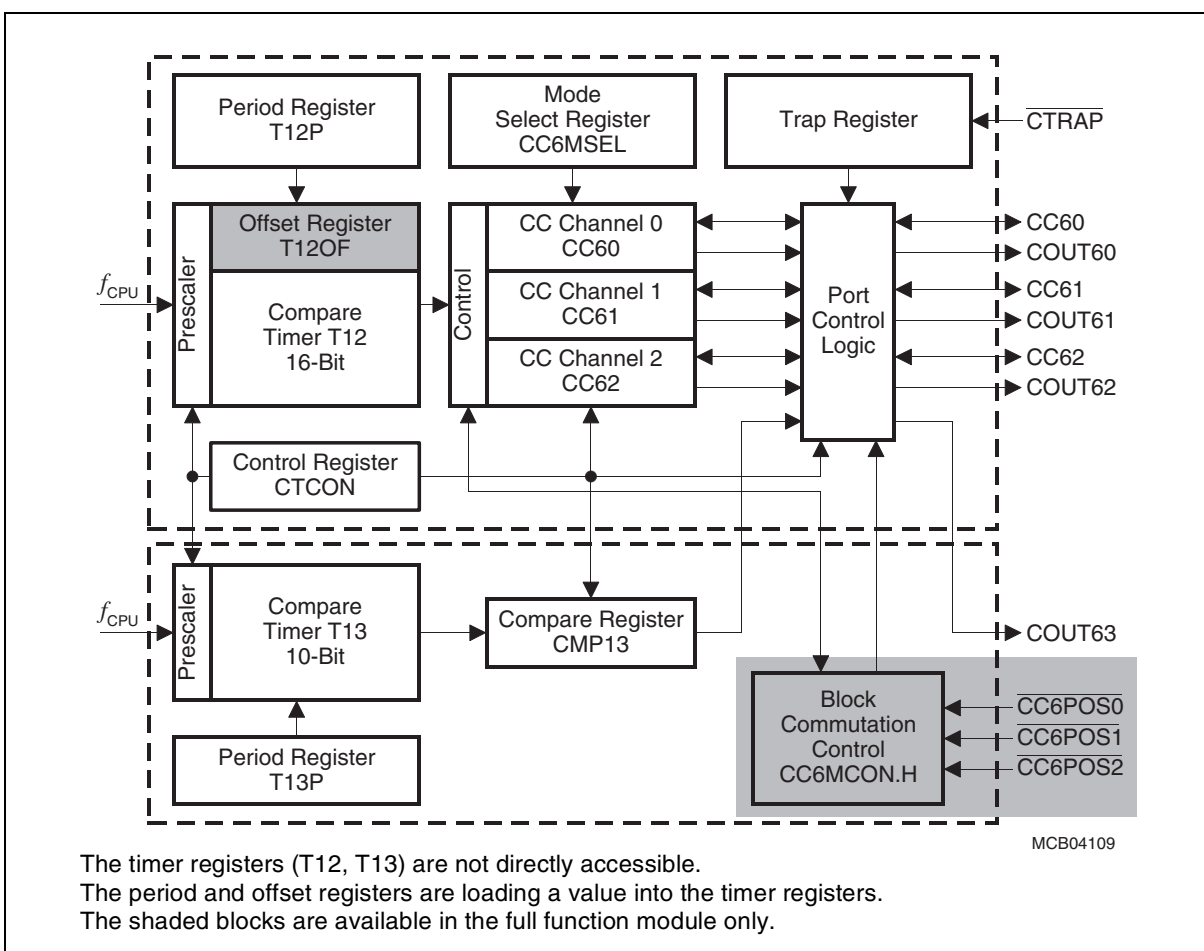 Period Register
T12P
Mode
Select Register
CC6MSEL
Trap Register
CTRAP
Prescaler
Offset Register
T12OF
Compare
Timer T12
16-Bit
fCPU
Control
CC Channel 0
CC60
CC Channel 1
CC61
CC Channel 2
CC62
Port
Control
Logic
CC60
COUT60
CC61
COUT61
CC62
COUT62
Control Register
CTCON
Prescaler
Compare
Timer T13
10-Bit
fCPU
Compare Register
CMP13
COUT63
Period Register
T13P
Block
Commutation
Control
CC6MCON.H
CC6POS0
CC6POS1
CC6POS2
MCB04109
The timer registers (T12, T13) are not directly accessible.
The period and offset registers are loading a value into the timer registers.
The shaded blocks are available in the full function module only.